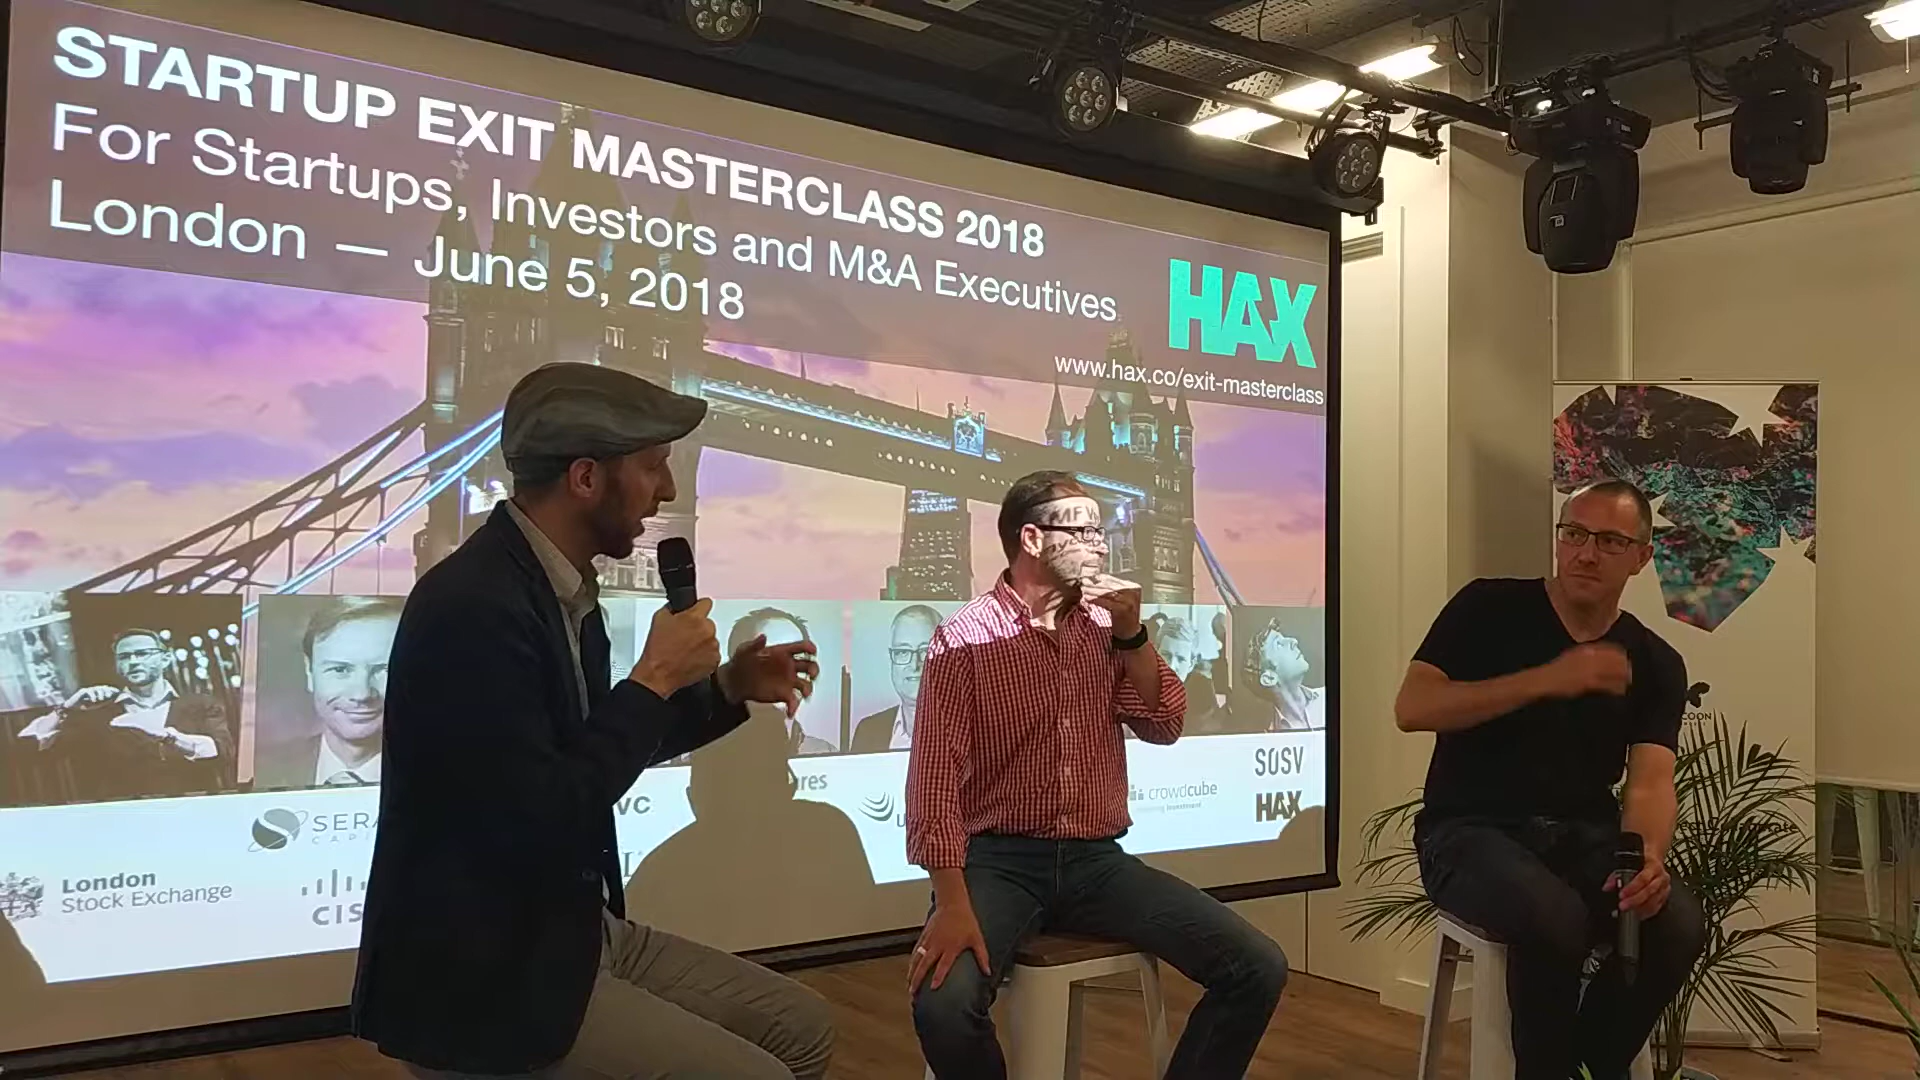 STARTUP EXIT MASTERCLASS 2018
For Startups, Investors and M&A Executives
London — June 5, 2018
HAX
www.hax.co/exit-masterclass
SOSV
HAX
crowdcube
VC
London
Stock Exchange